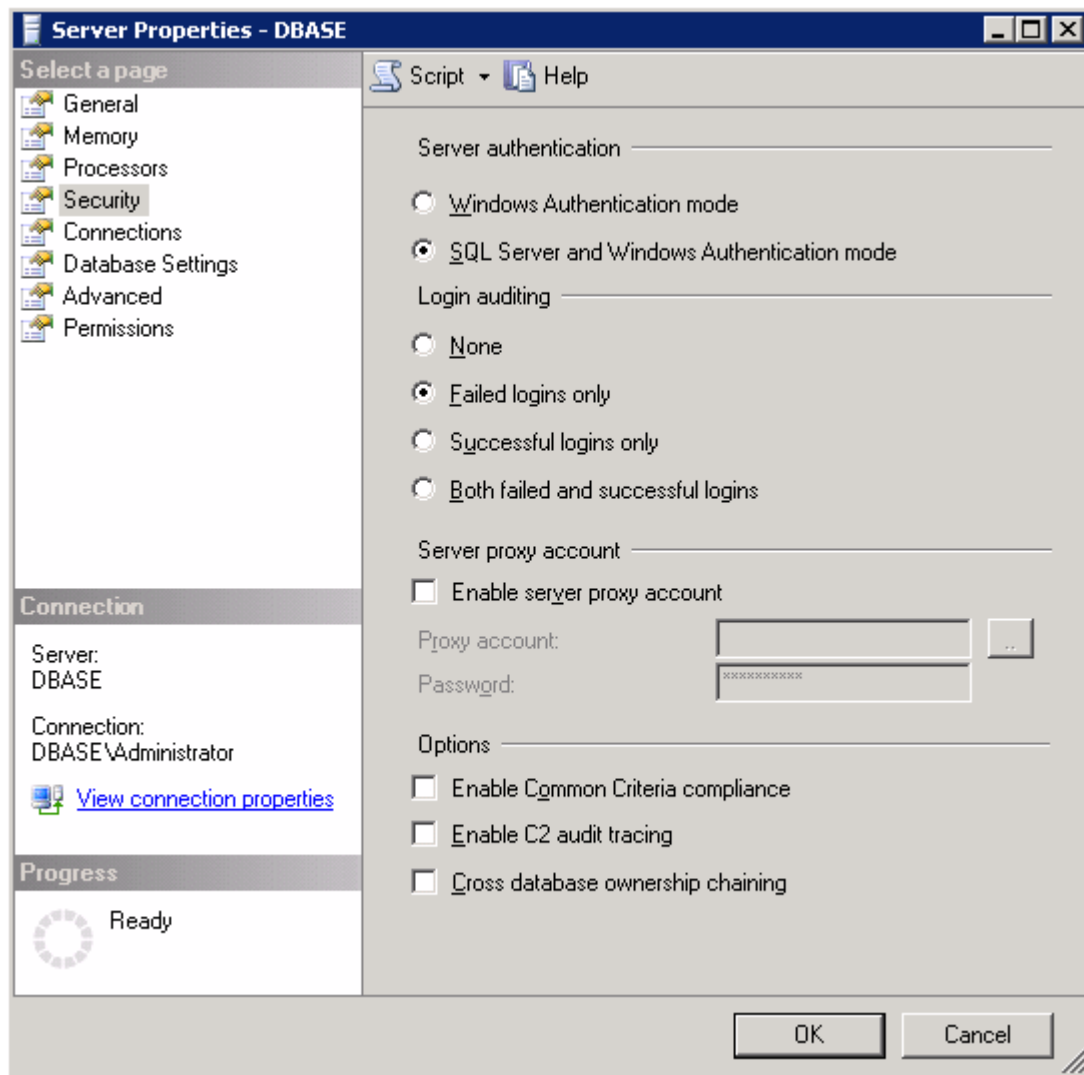 Server Properties - DBASE
Select a page
General
Memory
Processors
Security
Connections
Database Settings
Advanced
Permissions
Connection
Server:
DBASE
Connection:
DBASE\Administrator
View connection properties
Progress
Ready
Script
Help
Server authentication
Windows Authentication mode
SQL Server and Windows Authentication mode
Login auditing
None
Failed logins only
Successful logins only
Both failed and successful logins
Server proxy account
Enable server proxy account
Proxy account:
..
Password:
**********
Options
Enable Common Criteria compliance
Enable C2 audit tracing
Cross database ownership chaining
OK
Cancel